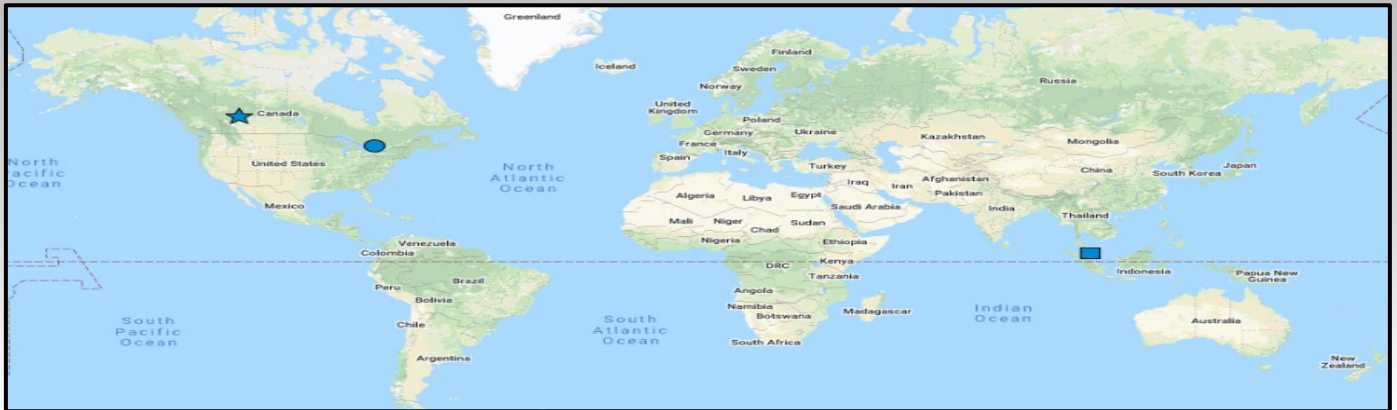 Greenland
Iceland
Finland
Sweden
Norway
Russia
Canada
United
Kingdom
Poland
Germany
Ukraine
France
Kazakhstan
Mongolia
Italy
Spain
Turkey
United States
North
Pacific
Ocean
North
Atlantic
Ocean
Japan
South Korea
China
Afghanistan
Iraq
Iran
Pakistan
Algeria
Libya
Egypt
Saudi Arabia
India
Mexico
Thailand
Mali
Niger
Chad
Sudan
Nigeria
Ethiopia
Venezuela
Colombia
DRC
Kenya
Tanzania
Indonesia
Papua New
Guinea
Peru
Brazil
Bolivia
Angola
Namibia
Botswana
Madagascar
Indian
Ocean
South
Pacific
Ocean
South
Atlantic
Ocean
Chile
South Africa
Australia
Argentina
New
Zealand